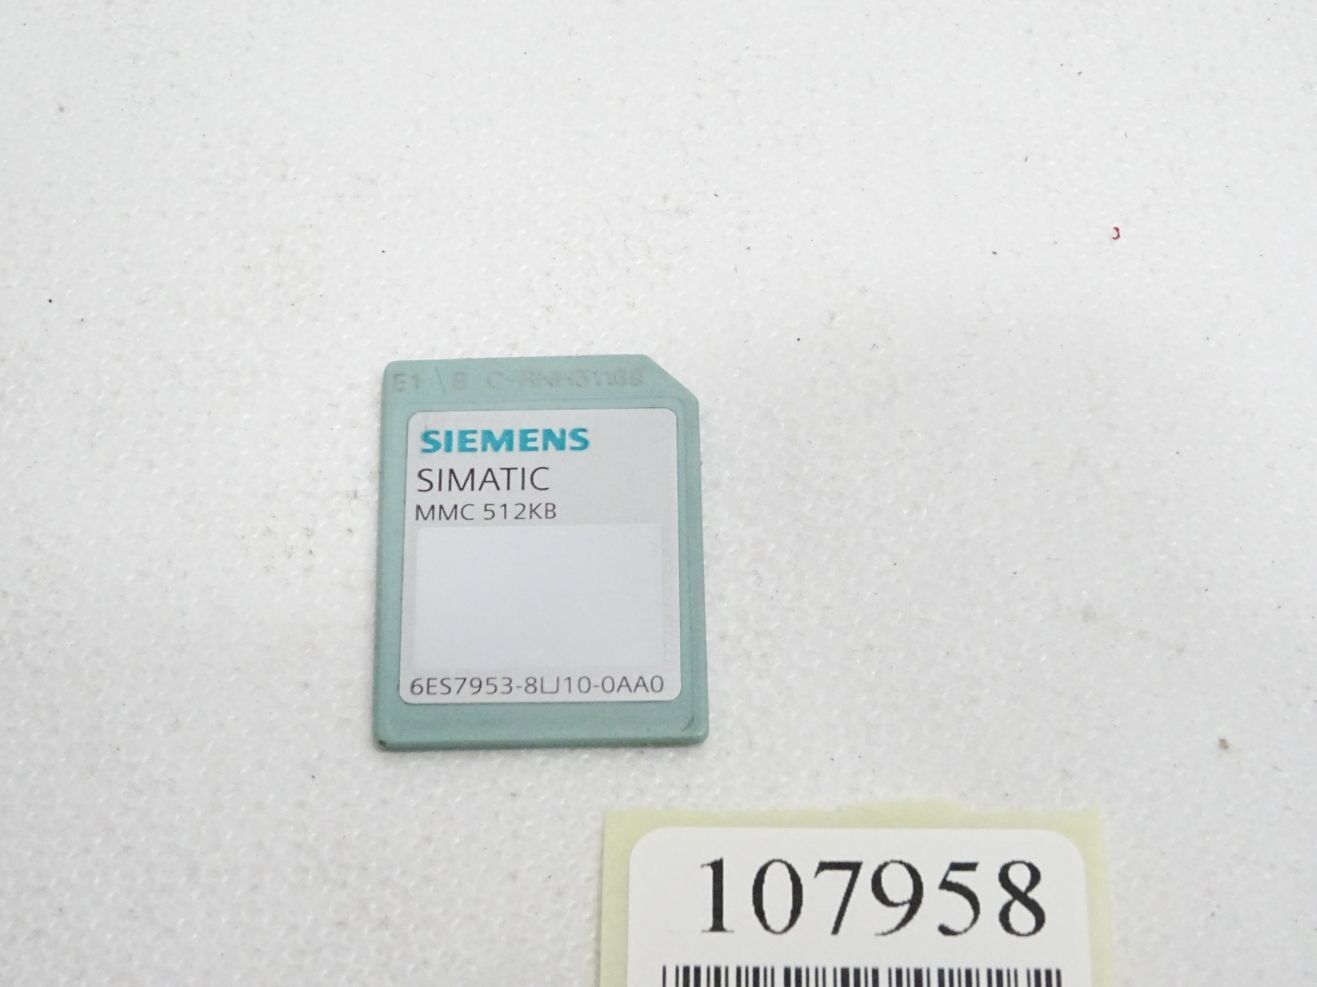 SIEMENS
SIMATIC
MMC 512KB
6ES7953-8LJ10-0AA0
107958